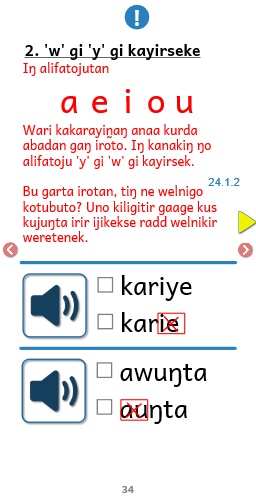 !
2. 'w' gi 'y' gi kayirseke
Iŋ alifatojutan
a e i o u
Wari kakarayiñaŋ anaa kurda
abadan gaŋ iroto. Iŋ kanakiŋ ŋo
alifatoju 'y' gi 'w' gi kayirsek.
24.1.2
Bu garta irotan, tiŋ ne welnigo
kotubuto? Uno kiligitir gaage kus
kujuŋta irir ijikekse radd welnikir
weretenek.
kariye
karie
awuŋta
auŋta
34